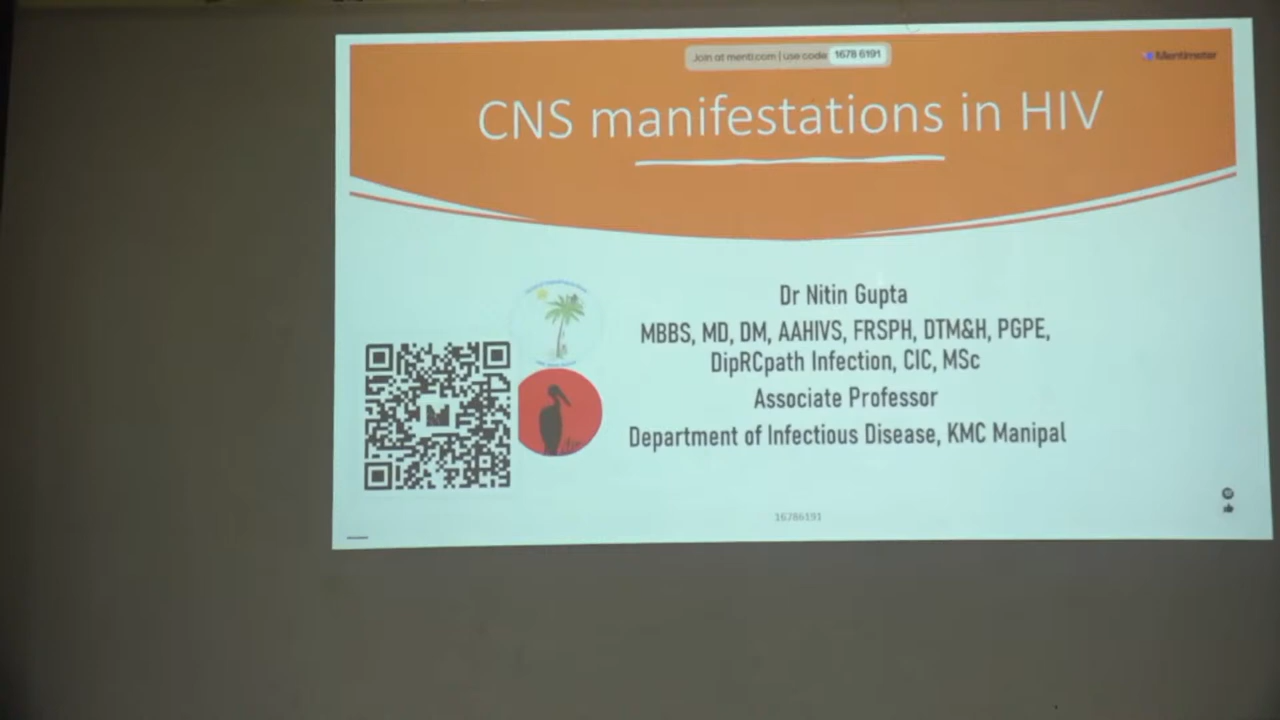 Join at menti.com | use code 1678 6191
Mentimeter
CNS manifestations in HIV
Dr Nitin Gupta
MBBS, MD, DM, AAHIVS, FRSPH, DTM&H, PGPE,
DipRCpath Infection, CIC, MSc
Associate Professor
Department of Infectious Disease, KMC Manipal
16786191